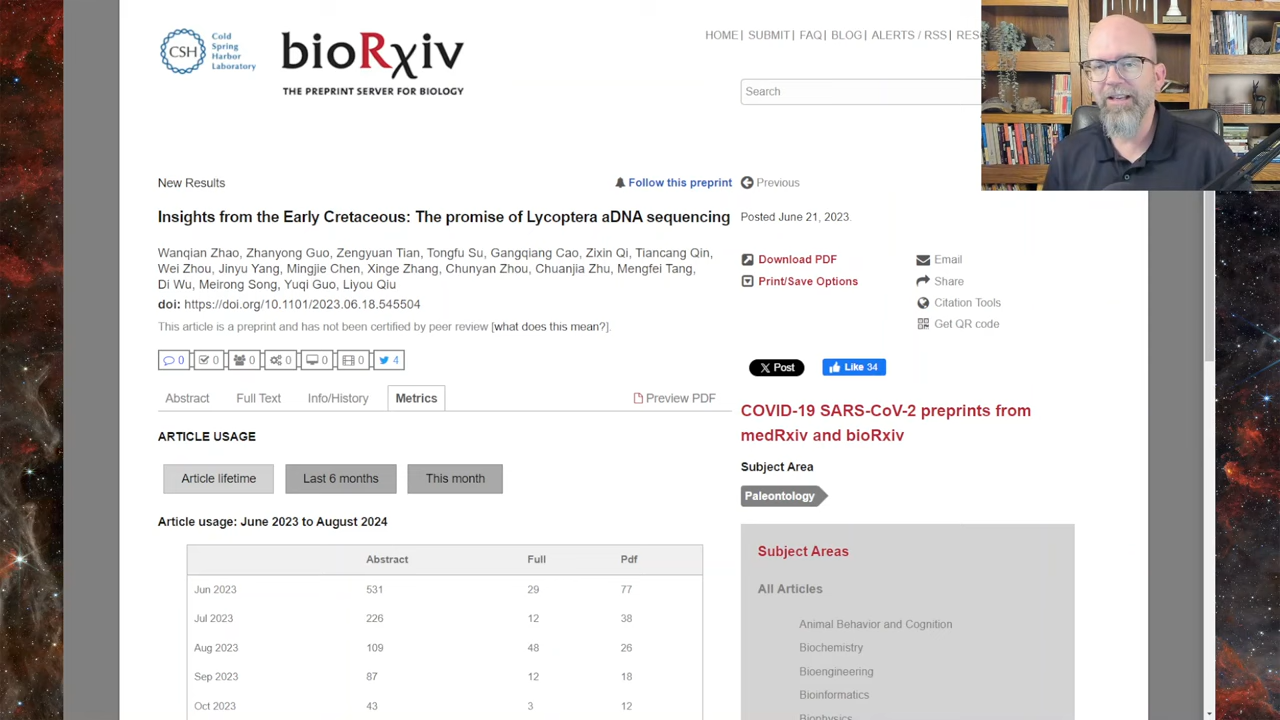 CSH Cold Spring Harbor Laboratory
bioRxiv
THE PREPRINT SERVER FOR BIOLOGY
HOME | SUBMIT | FAQ | BLOG | ALERTS / RSS |
Search
New Results
Follow this preprint
Previous
Insights from the Early Cretaceous: The promise of Lycoptera aDNA sequencing
Posted June 21, 2023.
Wanqian Zhao, Zhanyong Guo, Zengyuan Tian, Tongfu Su, Gangqiang Cao, Zixin Qi, Tiancang Qin,
Wei Zhou, Jinyu Yang, Mingjie Chen, Xinge Zhang, Chunyan Zhou, Chuanjia Zhu, Mengfei Tang,
Di Wu, Meirong Song, Yuqi Guo, Liyou Qiu
doi: https://doi.org/10.1101/2023.06.18.545504
This article is a preprint and has not been certified by peer review [what does this mean?].
Download PDF
Print/Save Options
Email
Share
Citation Tools
Get QR code
0 0 0 0 0 0 4
X Post
Like 34
Abstract Full Text Info/History Metrics Preview PDF
COVID-19 SARS-CoV-2 preprints from
medRxiv and bioRxiv
ARTICLE USAGE
Article lifetime Last 6 months This month
Subject Area
Paleontology
Article usage: June 2023 to August 2024
Abstract Full Pdf
Jun 2023 531 29 77
Jul 2023 226 12 38
Aug 2023 109 48 26
Sep 2023 87 12 18
Oct 2023 43 3 12
Subject Areas
All Articles
Animal Behavior and Cognition
Biochemistry
Bioengineering
Bioinformatics
Biophysics